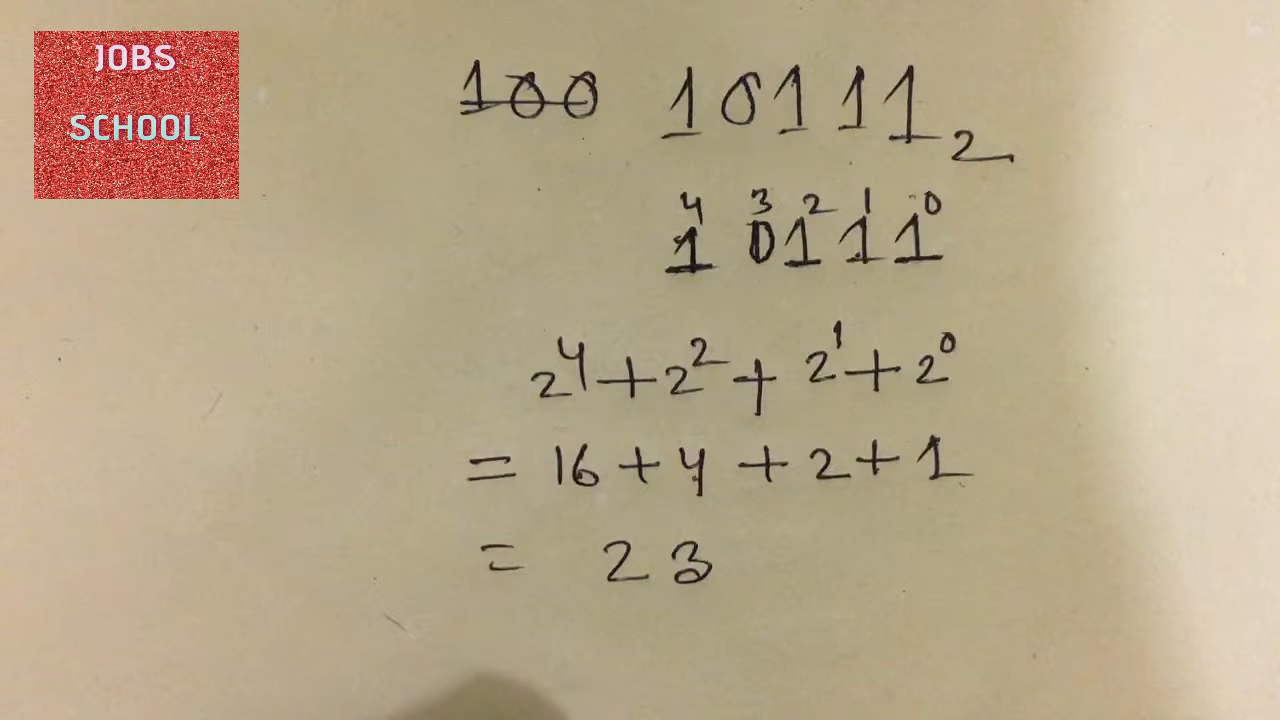 JOBS
SCHOOL
100 10111₂
4 3 2 1 0
1 0 1 1 1
2⁴+2²+2¹+2⁰
= 16+4+2+1
= 23